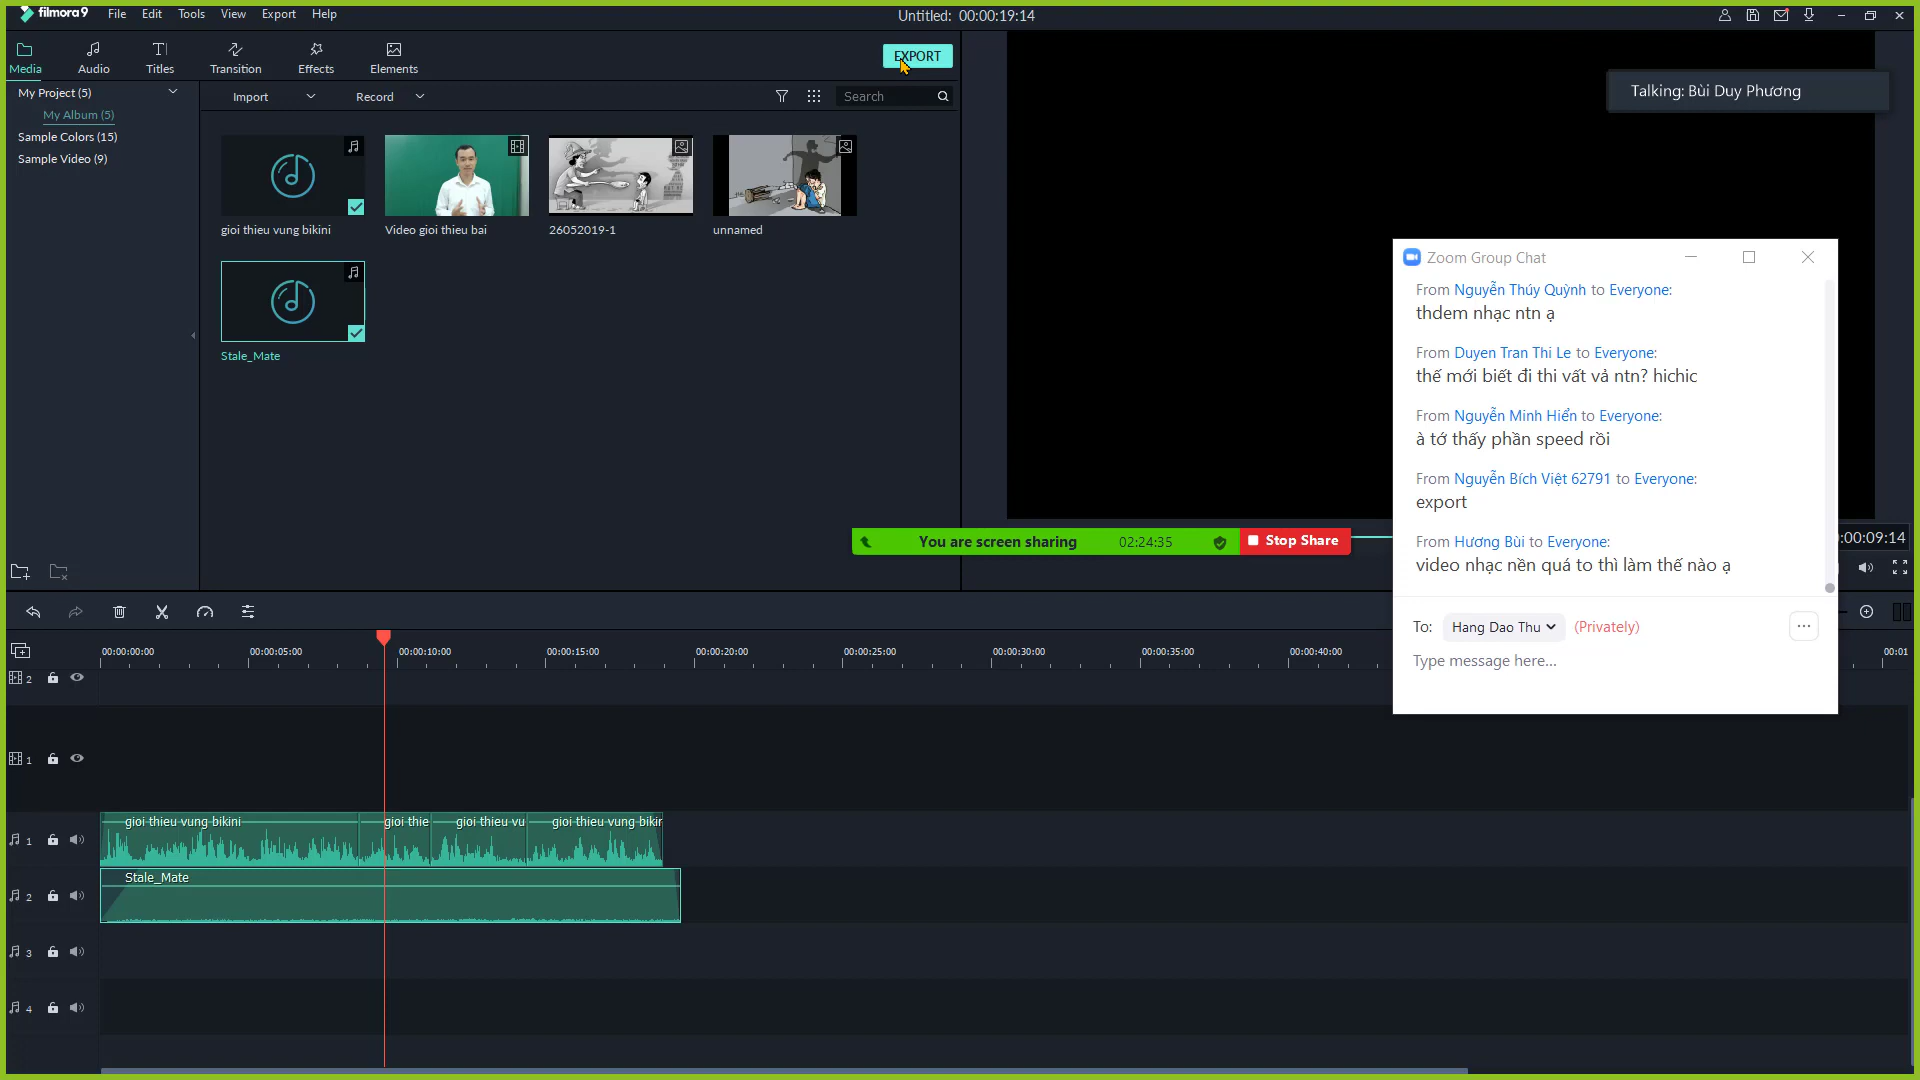 filmora9
File Edit Tools View Export Help
Untitled: 00:00:19:14
Media Audio Titles Transition Effects Elements
EXPORT
My Project (5)
My Album (5)
Sample Colors (15)
Sample Video (9)
Import Record
Search
gioi thieu vung bikini
Video gioi thieu bai
26052019-1
unnamed
Stale_Mate
Talking: Bùi Duy Phương
Zoom Group Chat
From Nguyễn Thúy Quỳnh to Everyone:
thdem nhạc ntn ạ
From Duyen Tran Thi Le to Everyone:
thế mới biết đi thi vất vả ntn? hichic
From Nguyễn Minh Hiển to Everyone:
à tớ thấy phần speed rồi
From Nguyễn Bích Việt 62791 to Everyone:
export
From Hương Bùi to Everyone:
video nhạc nền quá to thì làm thế nào ạ
To: Hang Dao Thu (Privately)
Type message here...
You are screen sharing 02:24:35 Stop Share
:00:09:14
00:00:00:00 00:00:05:00 00:00:10:00 00:00:15:00 00:00:20:00 00:00:25:00 00:00:30:00 00:00:35:00 00:00:40:00 00:01
2
1
1
gioi thieu vung bikini gioi thie gioi thieu vu gioi thieu vung bikin
2
Stale_Mate
3
4